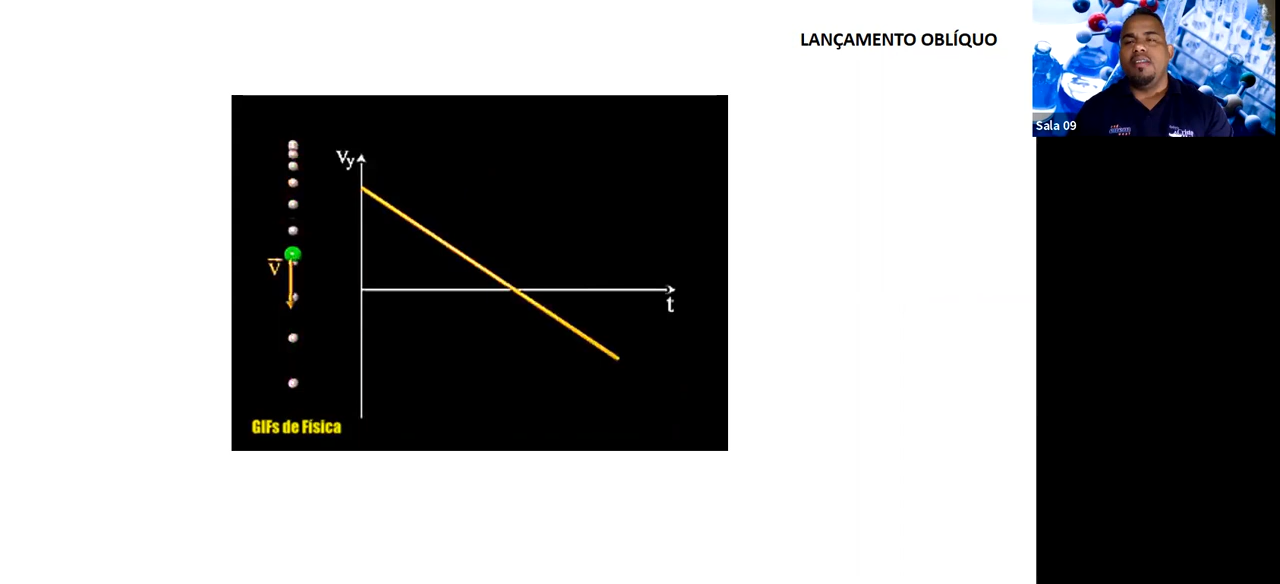 LANÇAMENTO OBLÍQUO
Sala 09
Vy
V
t
GIFs de Física